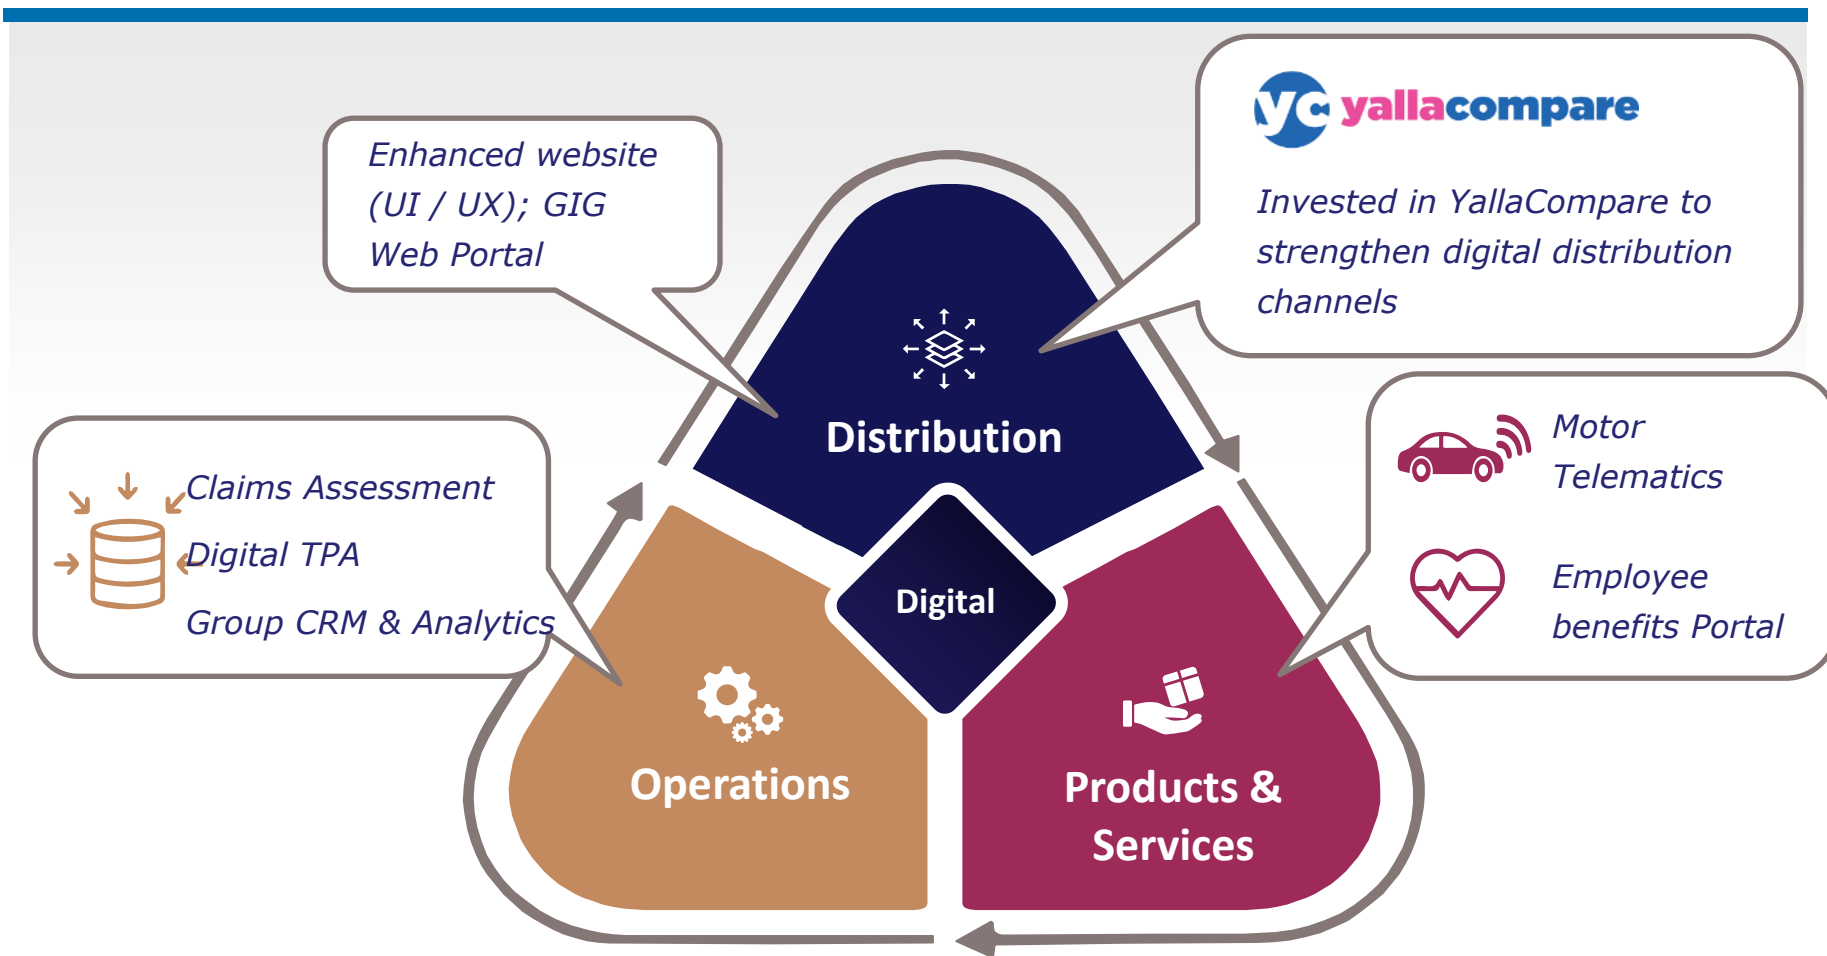 Enhanced website
(UI / UX); GIG
Web Portal
yc yallacompare
Invested in YallaCompare to
strengthen digital distribution
channels
Distribution
Claims Assessment
Digital TPA
Group CRM & Analytics
Motor
Telematics
Employee
benefits Portal
Digital
Operations
Products &
Services